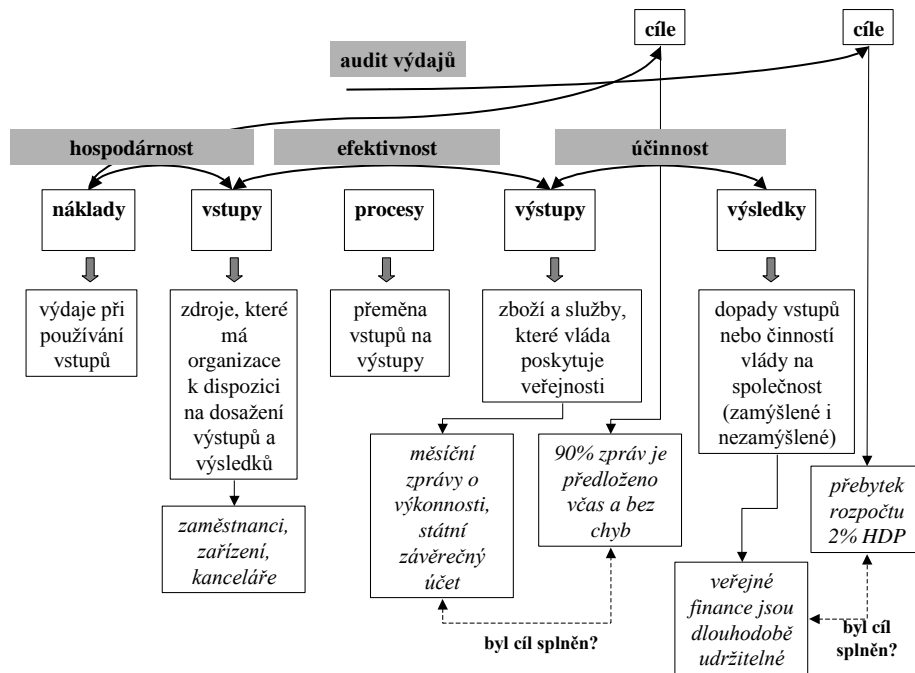 cíle
cíle
audit výdajů
hospodárnost
efektivnost
účinnost
náklady
vstupy
procesy
výstupy
výsledky
výdaje při
používání
vstupů
zdroje, které
má
organizace
k dispozici
na dosažení
výstupů a
výsledků
přeměna
vstupů na
výstupy
zboží a služby,
které vláda
poskytuje
veřejnosti
dopady vstupů
nebo činností
vlády na
společnost
(zamýšlené i
nezamýšlené)
zaměstnanci,
zařízení,
kanceláře
měsíční
zprávy o
výkonnosti,
státní
závěrečný
účet
90% zpráv je
předloženo
včas a bez
chyb
přebytek
rozpočtu
2% HDP
veřejné
finance jsou
dlouhodobě
udržitelné
byl cíl splněn?
byl cíl
splněn?